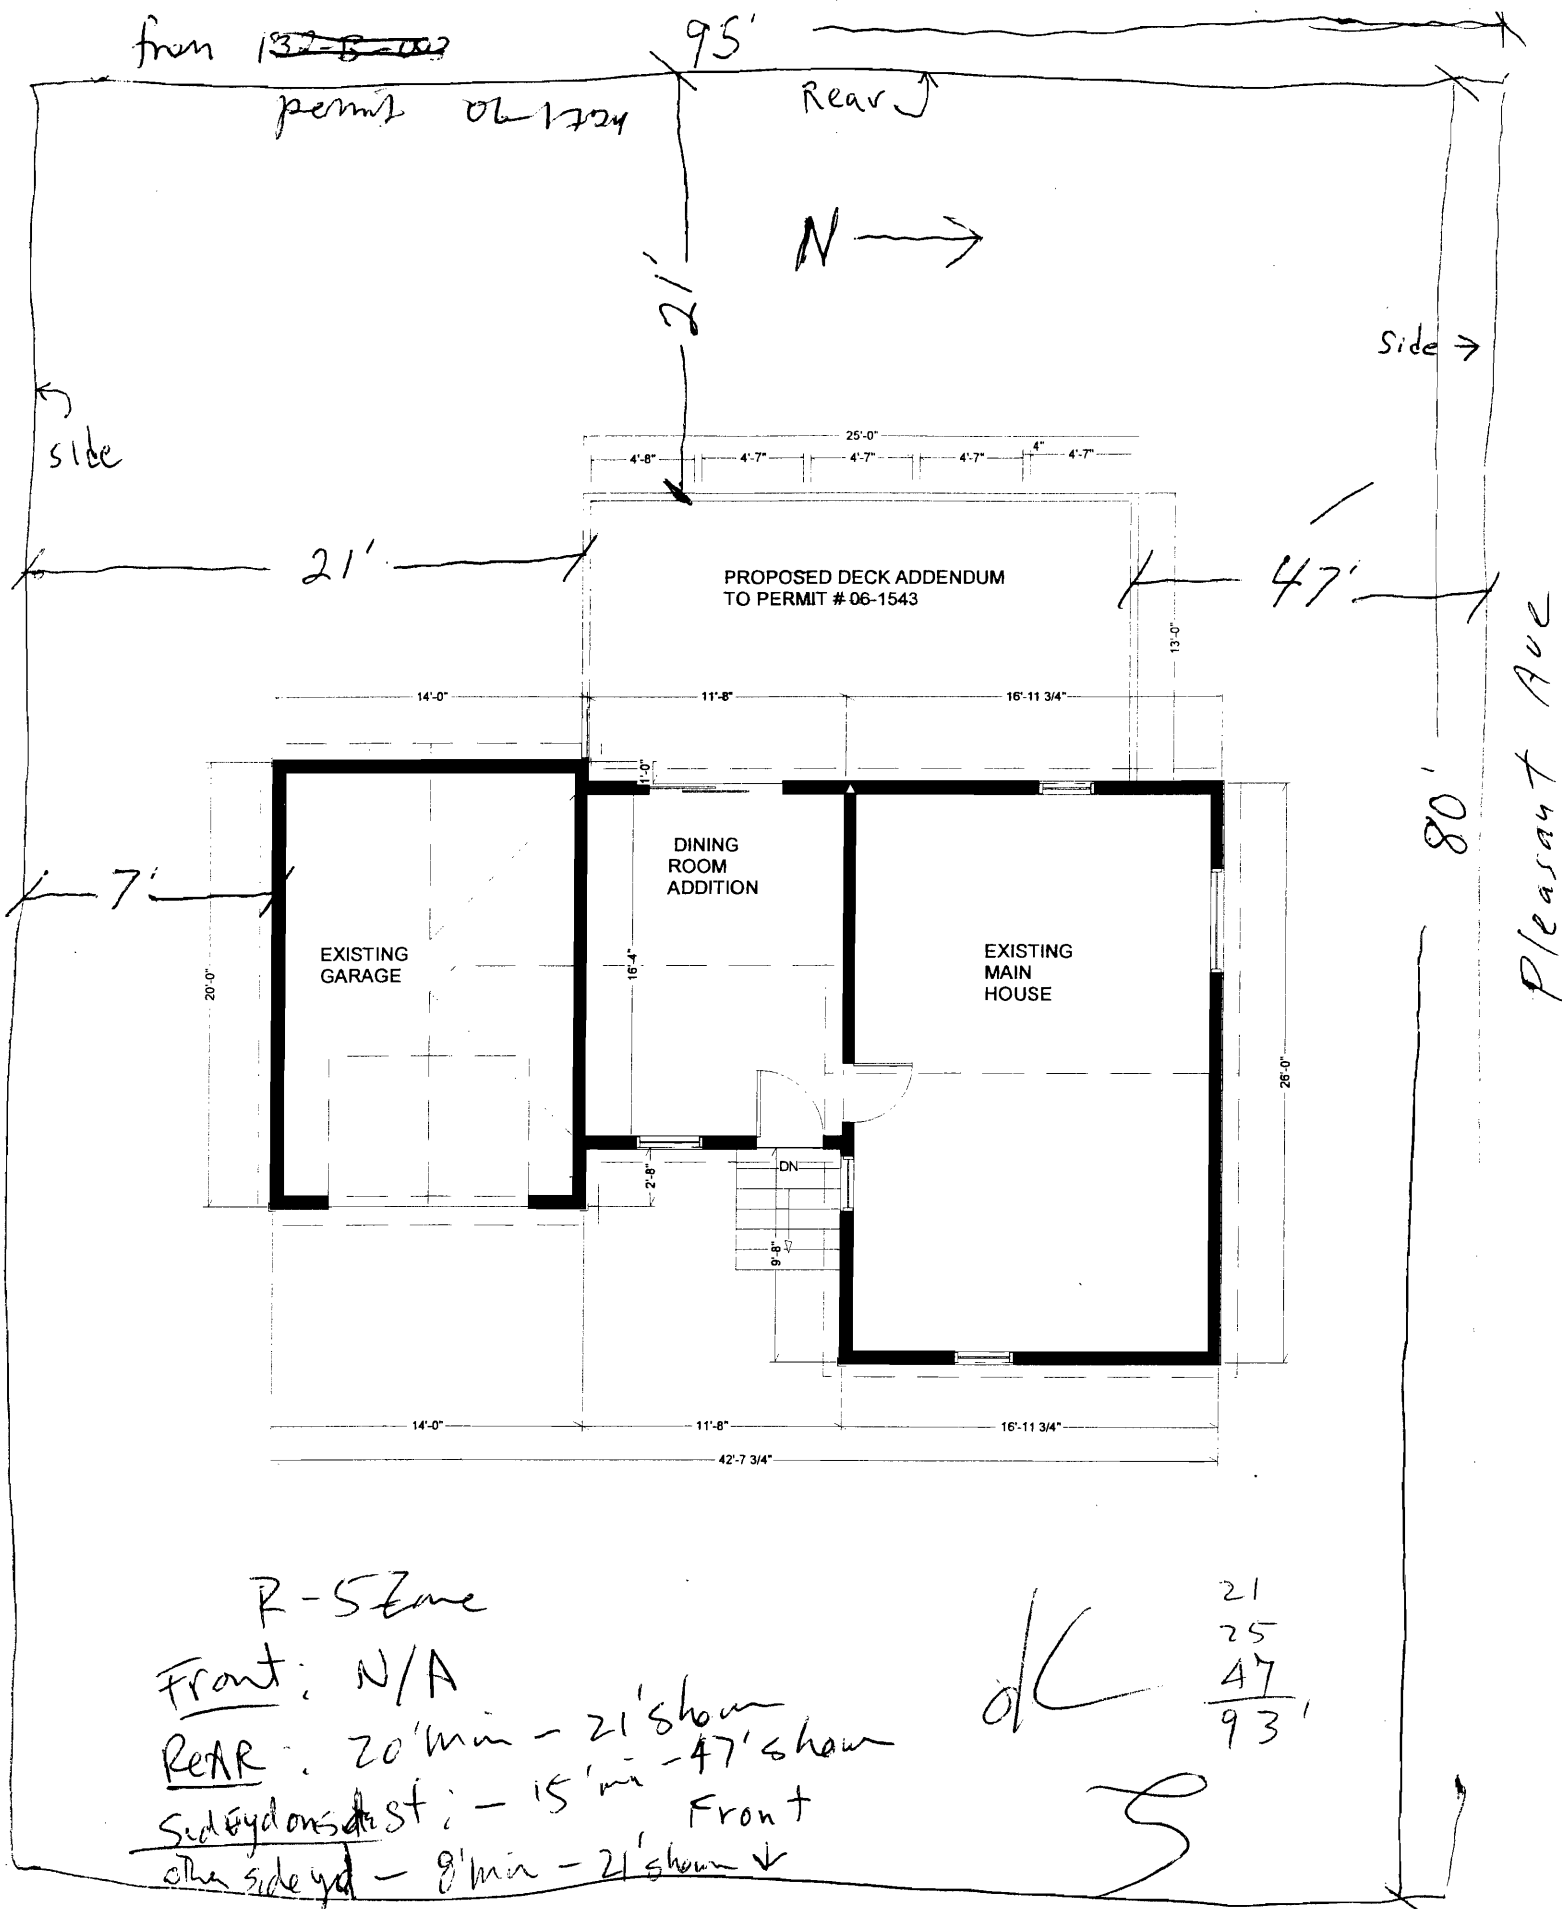 from 95'
permit Rear
N
21'
side
Side
25'-0"
4'-8" 4'-7" 4'-7" 4'-7" 4" 4'-7"
21'
47'
PROPOSED DECK ADDENDUM
TO PERMIT # 06-1543
13'-0"
Pleasant Ave
14'-0" 11'-8" 16'-11 3/4"
1'-0"
80'
7'
DINING
ROOM
ADDITION
EXISTING
GARAGE
EXISTING
MAIN
HOUSE
20'-0"
16'-4"
26'-0"
DN
2'-8"
9'-8"
14'-0" 11'-8" 16'-11 3/4"
42'-7 3/4"
R-5 Zone
Front: N/A
REAR: 20' min - 21' shown
st: - 15' min - 47' shown
Front
other side yd - 8' min - 21' shown
ok
21
25
47
93'